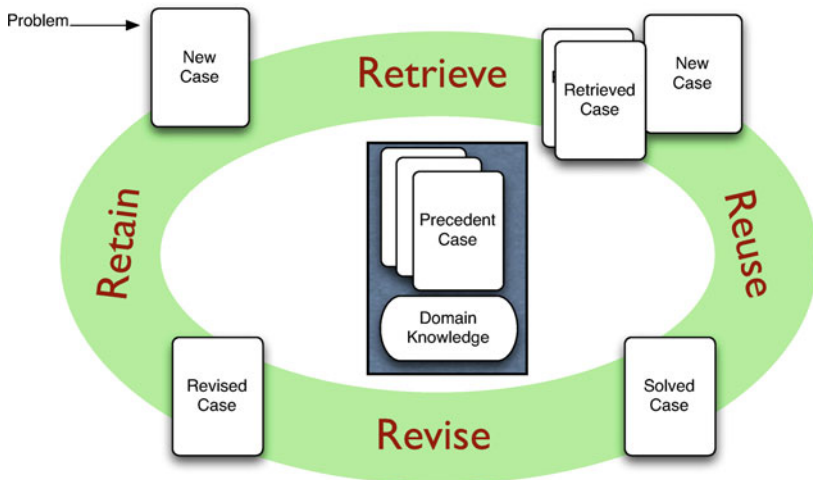 Problem
New
Case
Retrieve
Retrieved
Case
New
Case
Retain
Precedent
Case
Reuse
Domain
Knowledge
Revised
Case
Revise
Solved
Case